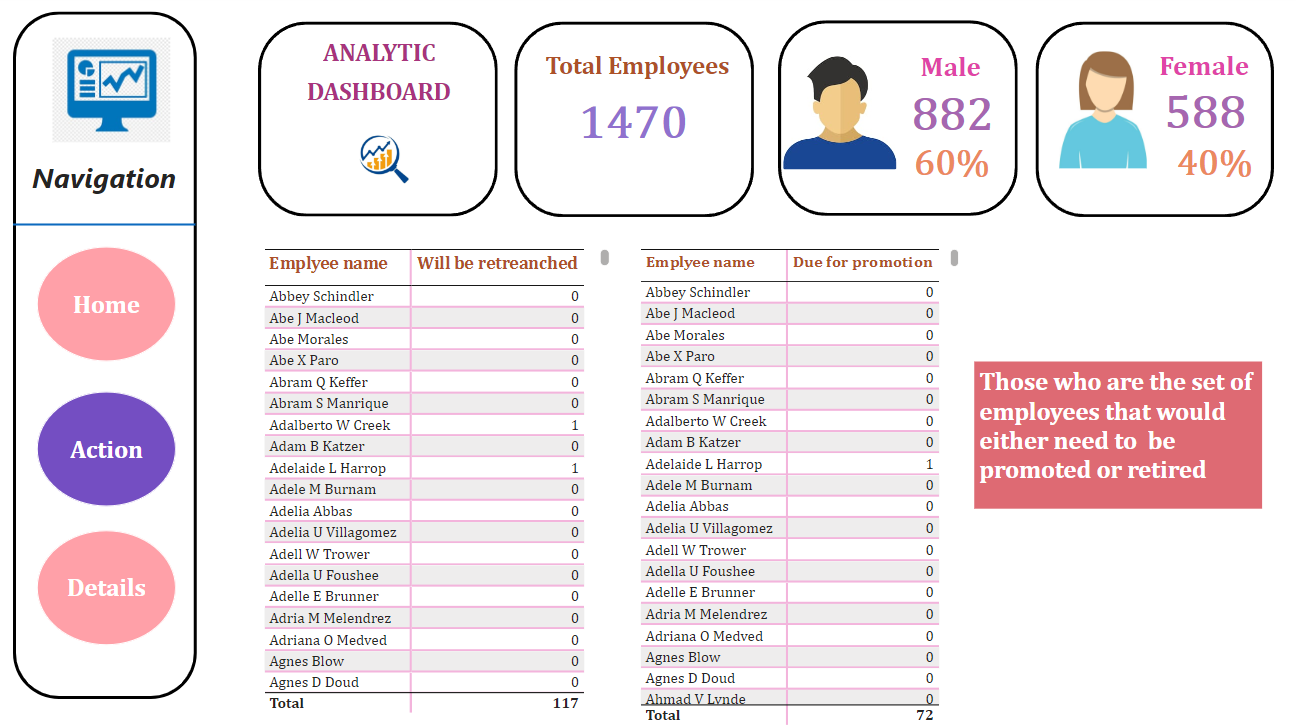 Navigation
Home
Action
Details
ANALYTIC
DASHBOARD
Total Employees
1470
Male
882
60%
Female
588
40%
Emplyee name Will be retreanched
Abbey Schindler 0
Abe J Macleod 0
Abe Morales 0
Abe X Paro 0
Abram Q Keffer 0
Abram S Manrique 0
Adalberto W Creek 1
Adam B Katzer 0
Adelaide L Harrop 1
Adele M Burnam 0
Adelia Abbas 0
Adelia U Villagomez 0
Adell W Trower 0
Adella U Foushee 0
Adelle E Brunner 0
Adria M Melendrez 0
Adriana O Medved 0
Agnes Blow 0
Agnes D Doud 0
Total 117
Emplyee name Due for promotion
Abbey Schindler 0
Abe J Macleod 0
Abe Morales 0
Abe X Paro 0
Abram Q Keffer 0
Abram S Manrique 0
Adalberto W Creek 0
Adam B Katzer 0
Adelaide L Harrop 1
Adele M Burnam 0
Adelia Abbas 0
Adelia U Villagomez 0
Adell W Trower 0
Adella U Foushee 0
Adelle E Brunner 0
Adria M Melendrez 0
Adriana O Medved 0
Agnes Blow 0
Agnes D Doud 0
Ahmad V Lynde 0
Total 72
Those who are the set of
employees that would
either need to be
promoted or retired